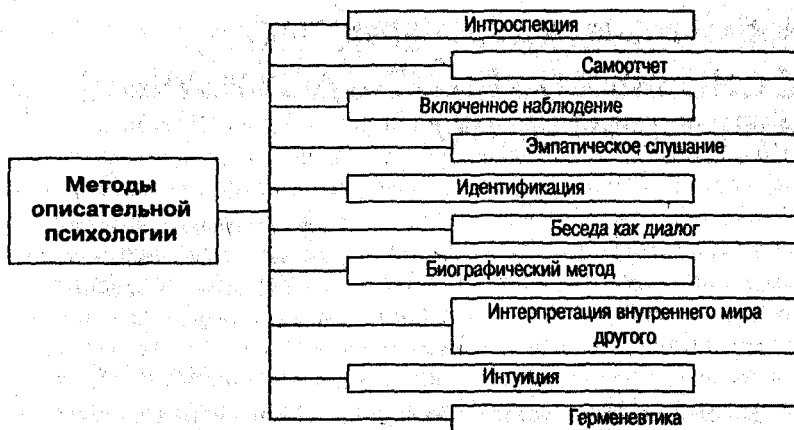 Методы
описательной
психологии
Интроспекция
Самоотчет
Включенное наблюдение
Эмпатическое слушание
Идентификация
Беседа как диалог
Биографический метод
Интерпретация внутреннего мира
другого
Интуиция
Герменевтика